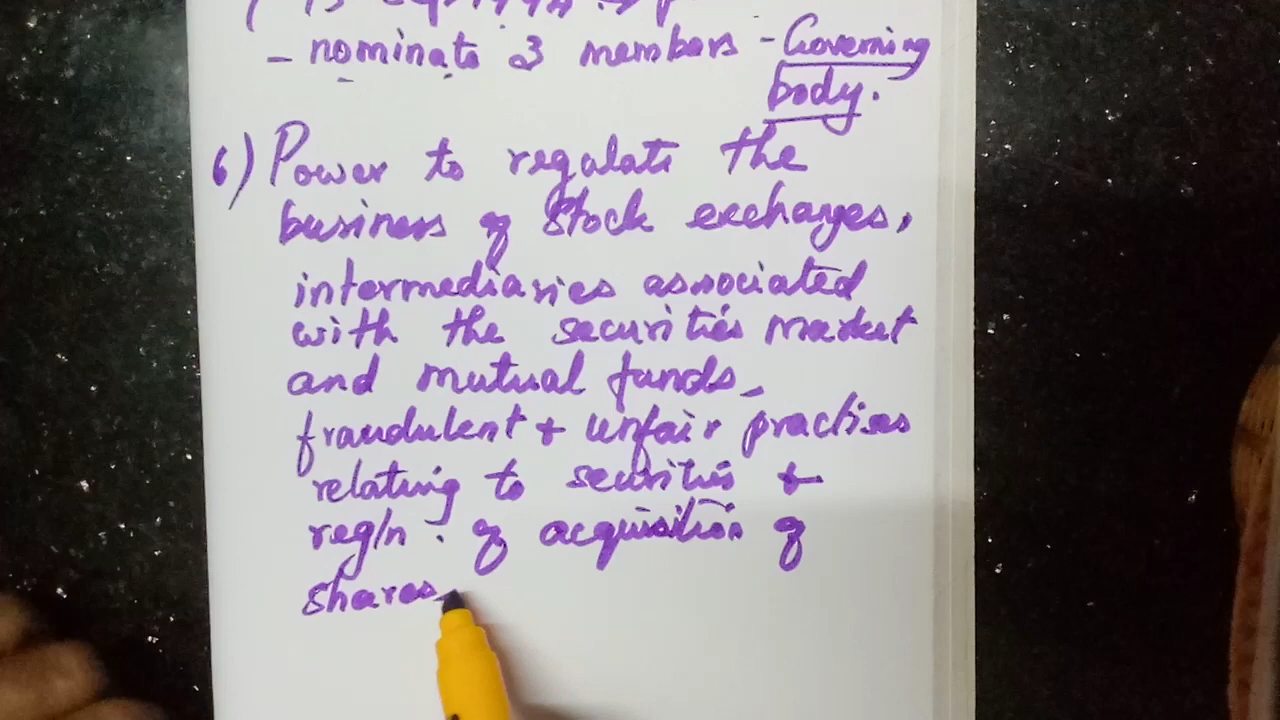 - nominate 3 members - Governing
body.
6) Power to regulate the
business of stock exchanges,
intermediaries associated
with the securities market
and mutual funds,
fraudulent + unfair practises
relating to securities +
regln. of acquisition of
shares